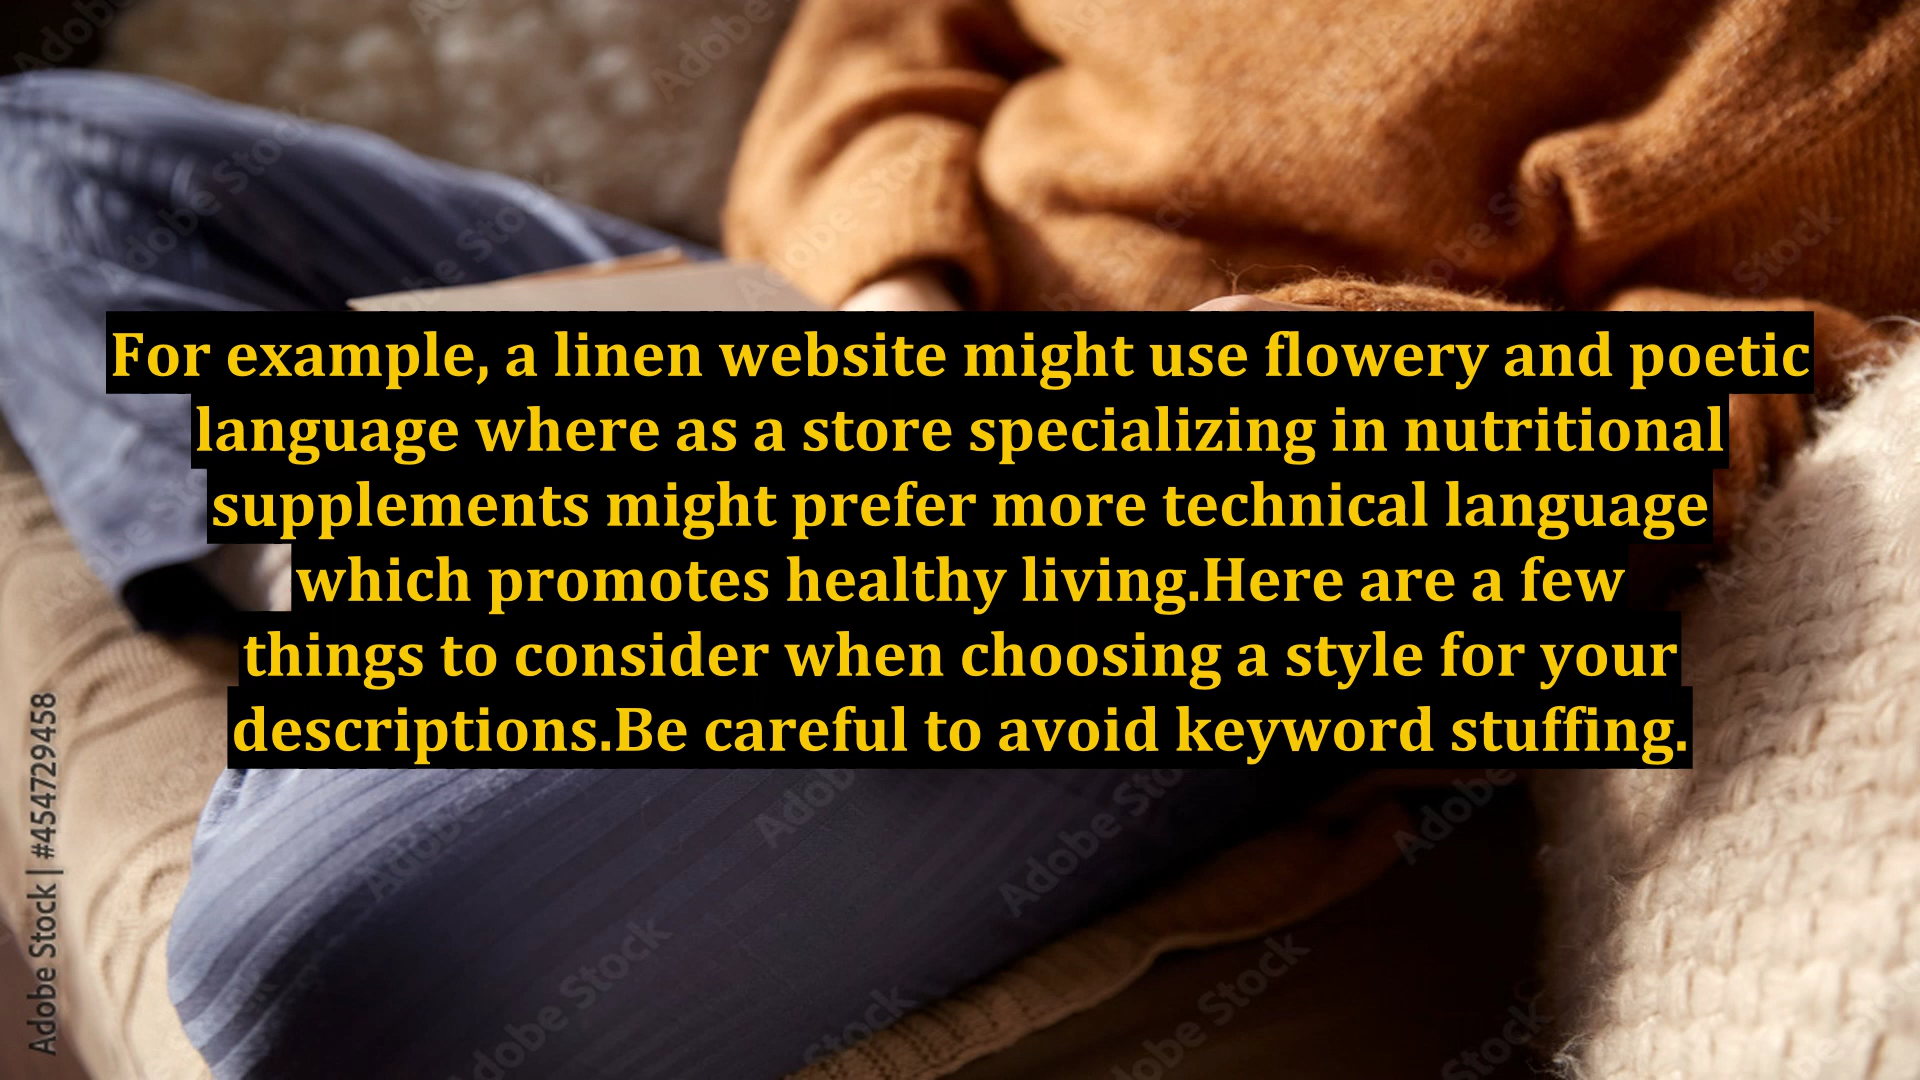 For example, a linen website might use flowery and poetic
language where as a store specializing in nutritional
supplements might prefer more technical language
which promotes healthy living.Here are a few
things to consider when choosing a style for your
descriptions.Be careful to avoid keyword stuffing.
Adobe Stock | #454729458